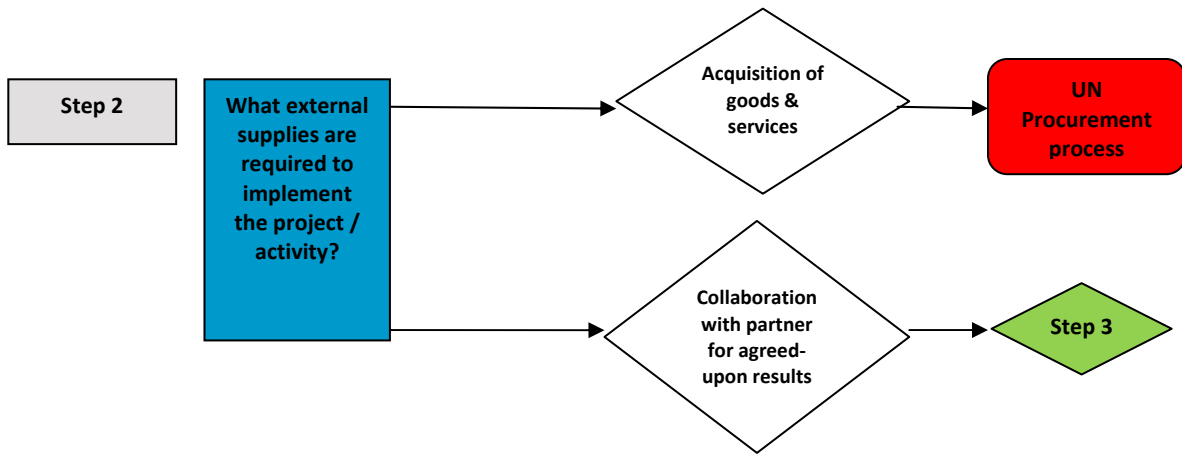 Step 2
What external
supplies are
required to
implement
the project /
activity?
Acquisition of
goods &
services
UN
Procurement
process
Collaboration
with partner
for agreed-
upon results
Step 3